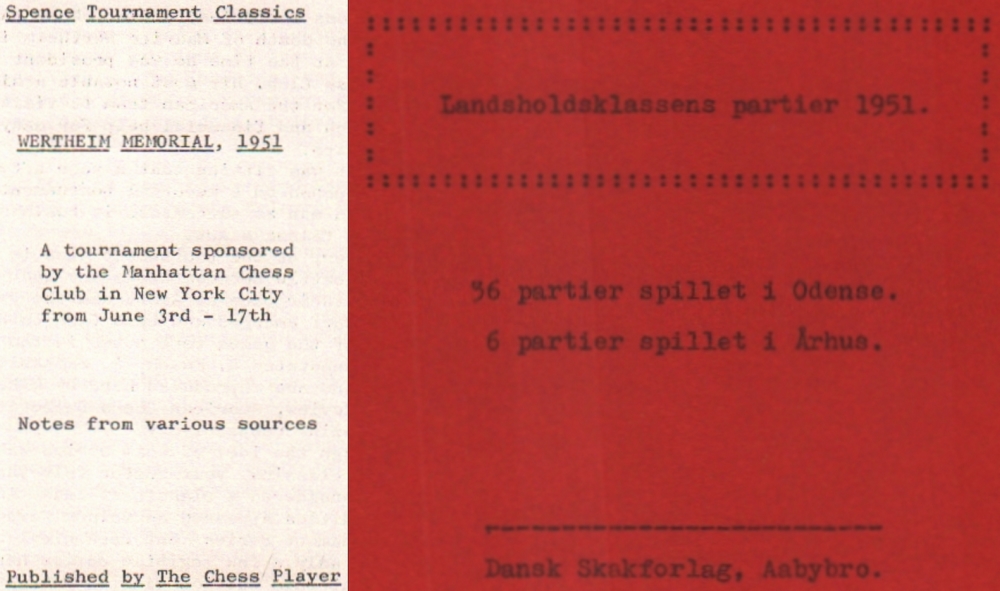 Spence Tournament Classics
WERTHEIM MEMORIAL, 1951
A tournament sponsored
by the Manhattan Chess
Club in New York City
from June 3rd - 17th
Notes from various sources
Published by The Chess Player
Landsholdsklassens partier 1951.
36 partier spillet i Odense.
6 partier spillet i Århus.
Dansk Skakforlag, Aabybro.